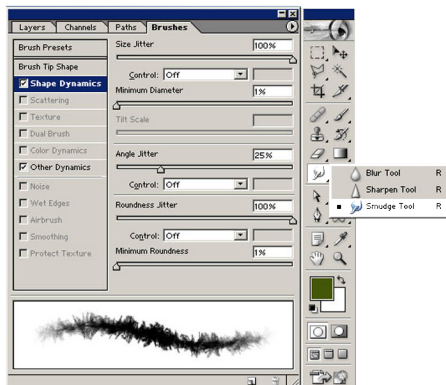 Layers Channels Paths Brushes
Brush Presets
Brush Tip Shape
Shape Dynamics
Scattering
Texture
Dual Brush
Color Dynamics
Other Dynamics
Noise
Wet Edges
Airbrush
Smoothing
Protect Texture
Size Jitter 100%
Control: Off
Minimum Diameter 1%
Tilt Scale
Angle Jitter 25%
Control: Off
Roundness Jitter 100%
Control: Off
Minimum Roundness 1%
Blur Tool R
Sharpen Tool R
Smudge Tool R